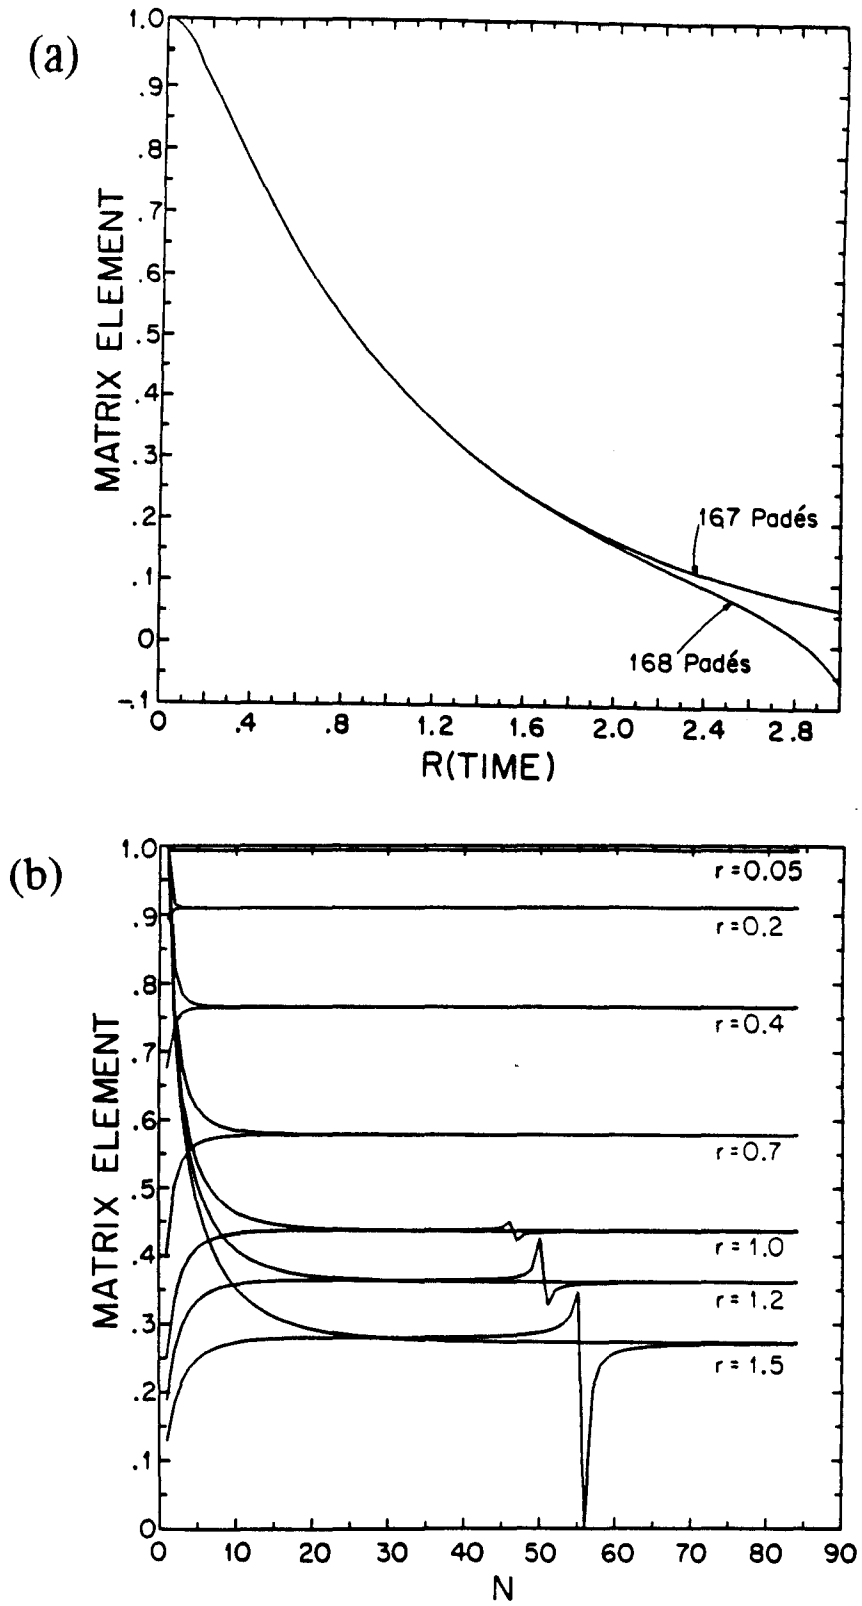 (a)
MATRIX ELEMENT
1.0
.9
.8
.7
.6
.5
.4
.3
.2
.1
0
-.1
167 Padés
168 Padés
0 .4 .8 1.2 1.6 2.0 2.4 2.8
R(TIME)
(b)
MATRIX ELEMENT
1.0
.9
.8
.7
.6
.5
.4
.3
.2
.1
0
r=0.05
r=0.2
r=0.4
r=0.7
r=1.0
r=1.2
r=1.5
0 10 20 30 40 50 60 70 80 90
N